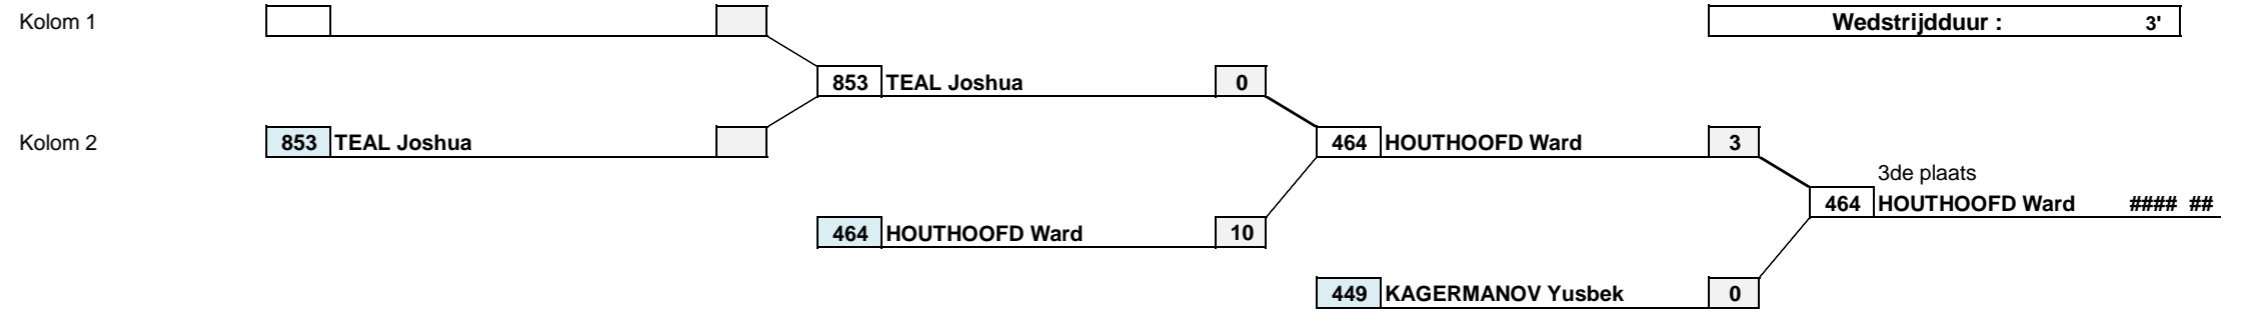 Kolom 1
Wedstrijdduur : 3'
853 TEAL Joshua 0
Kolom 2
853 TEAL Joshua
464 HOUTHOOFD Ward 3
3de plaats
464 HOUTHOOFD Ward #### ##
464 HOUTHOOFD Ward 10
449 KAGERMANOV Yusbek 0